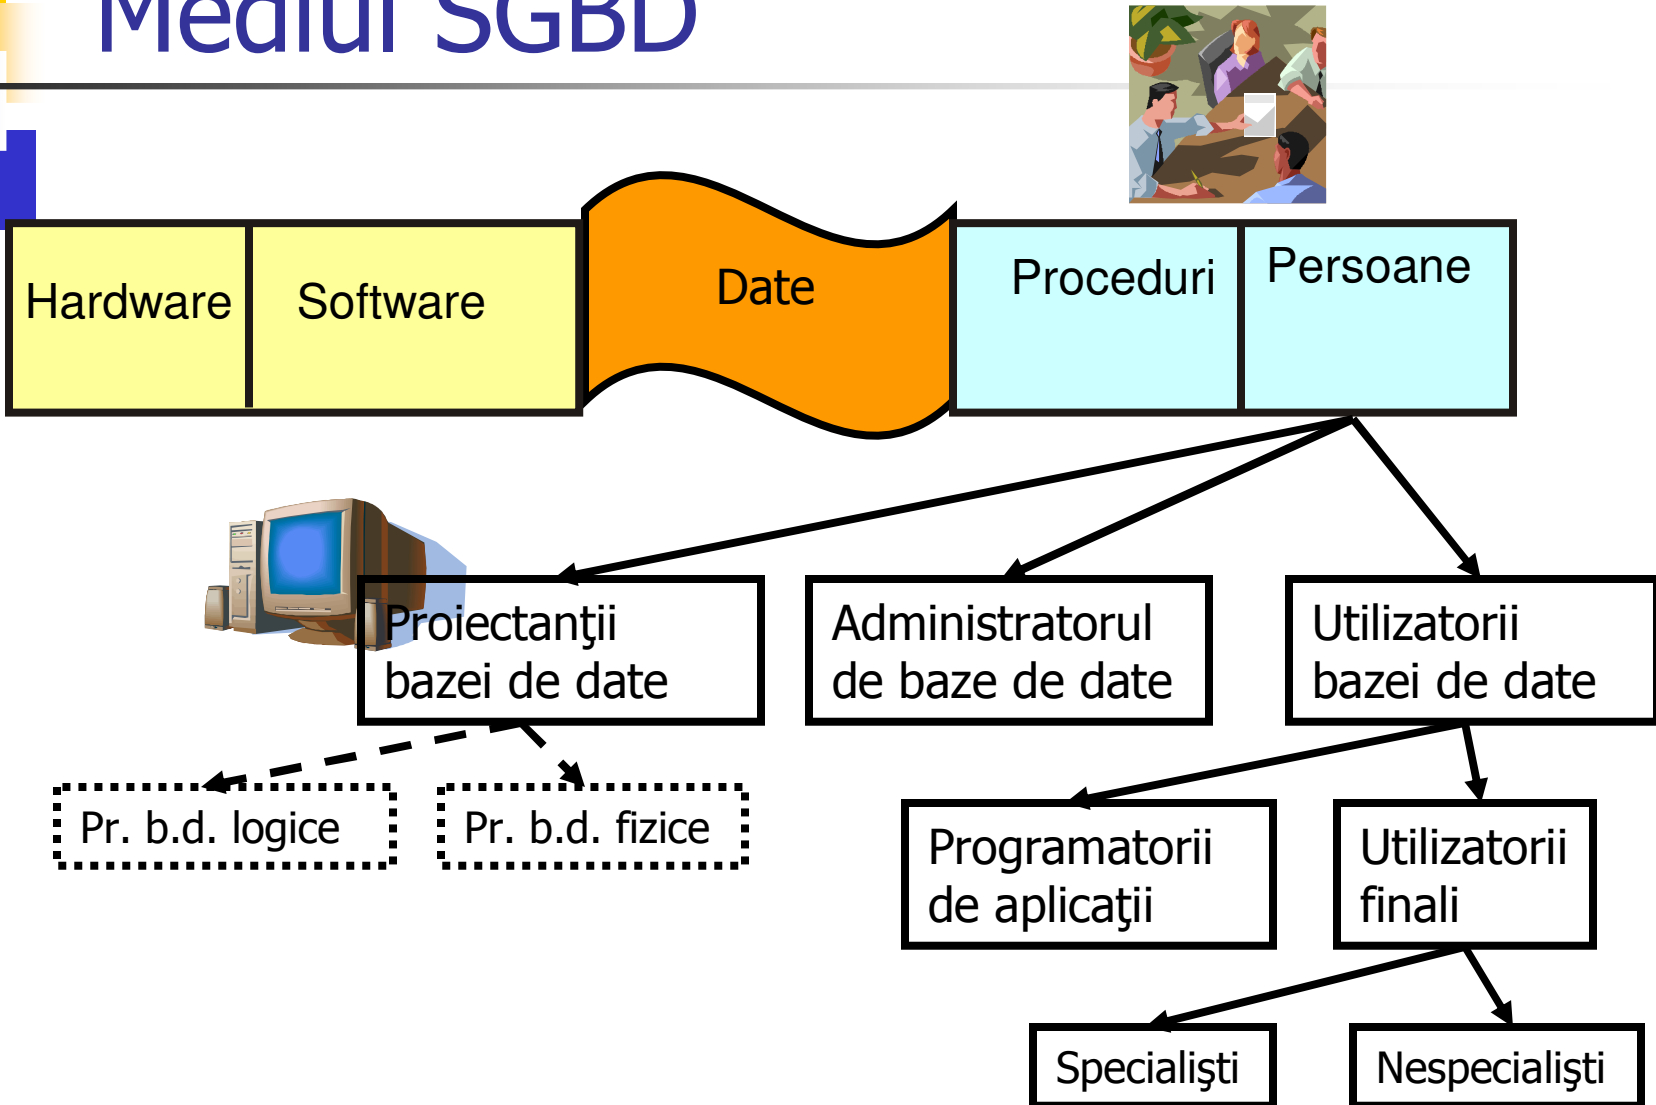 Mediul SGBD
Hardware
Software
Date
Proceduri
Persoane
Proiectanţii
bazei de date
Administratorul
de baze de date
Utilizatorii
bazei de date
Pr. b.d. logice
Pr. b.d. fizice
Programatorii
de aplicaţii
Utilizatorii
finali
Specialişti
Nespecialişti